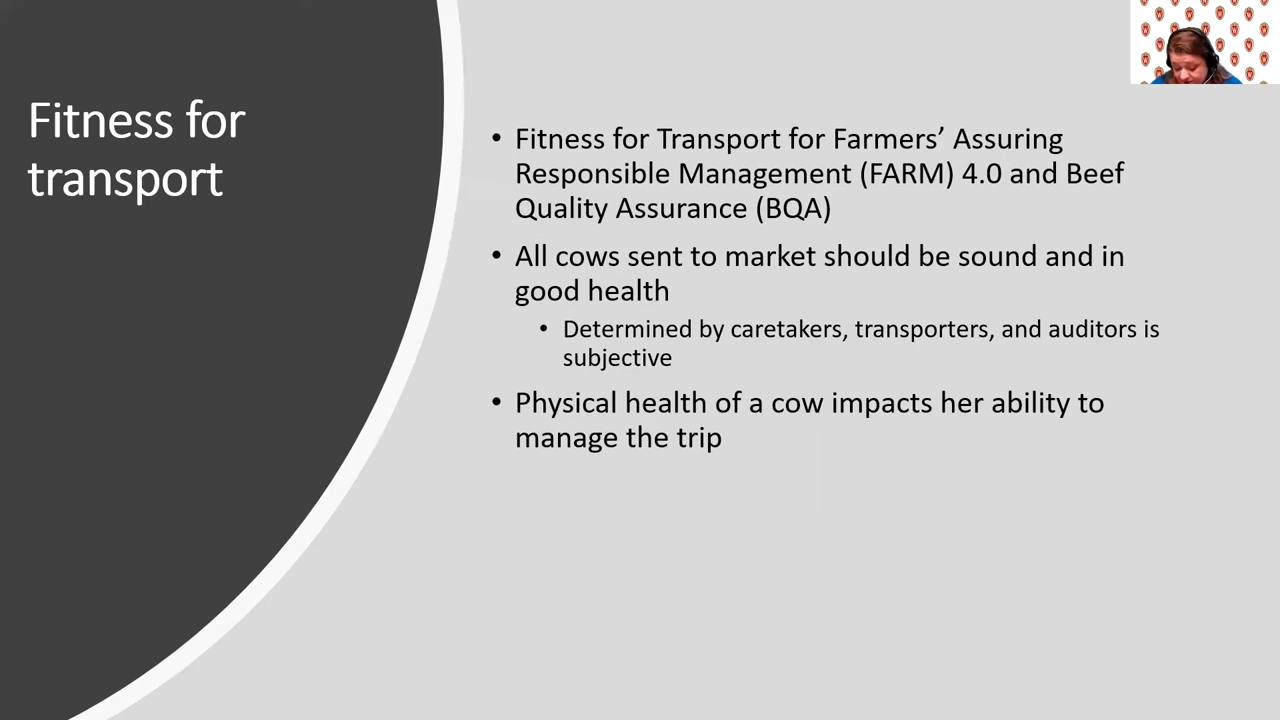 Fitness for
transport
• Fitness for Transport for Farmers’ Assuring
Responsible Management (FARM) 4.0 and Beef
Quality Assurance (BQA)
• All cows sent to market should be sound and in
good health
• Determined by caretakers, transporters, and auditors is
subjective
• Physical health of a cow impacts her ability to
manage the trip